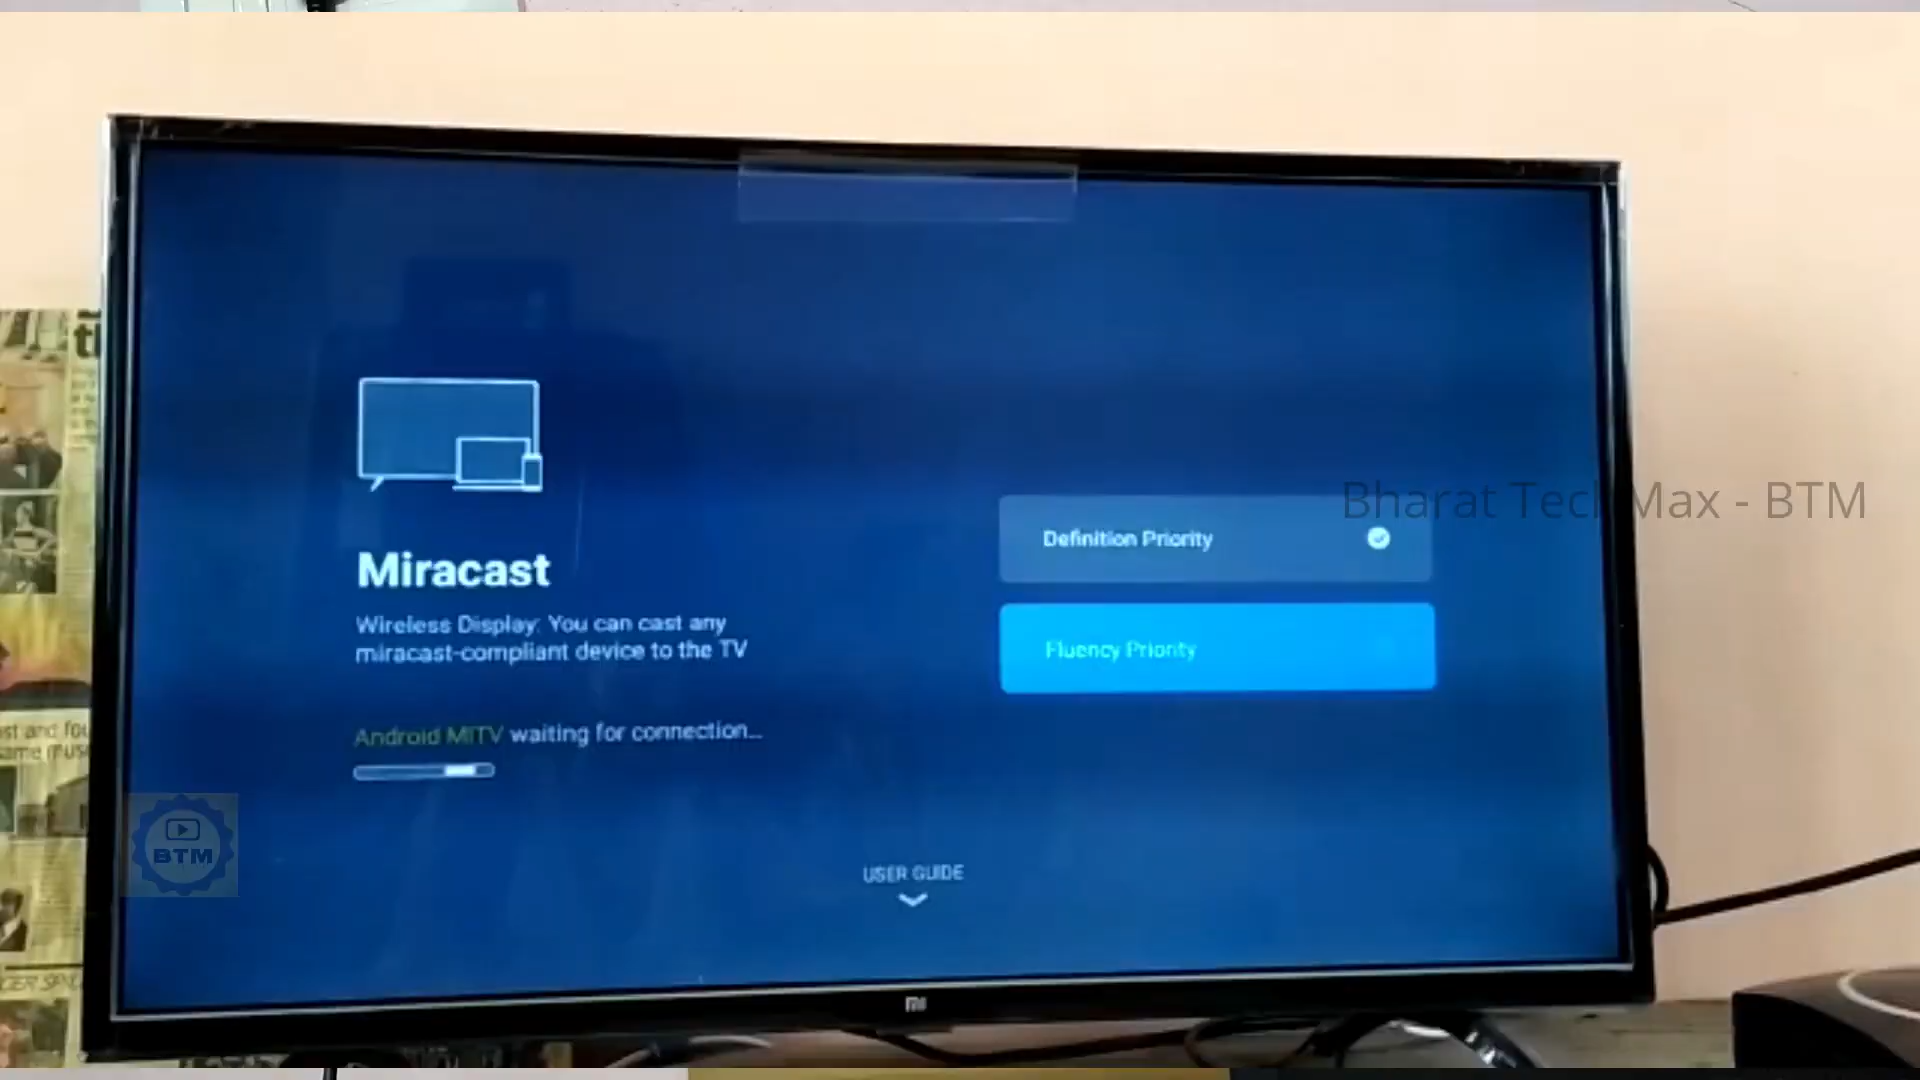 Miracast
Wireless Display: You can cast any
miracast-compliant device to the TV
Android MITV waiting for connection...
Definition Priority
Fluency Priority
USER GUIDE
Bharat Tech Max - BTM
BTM
mi